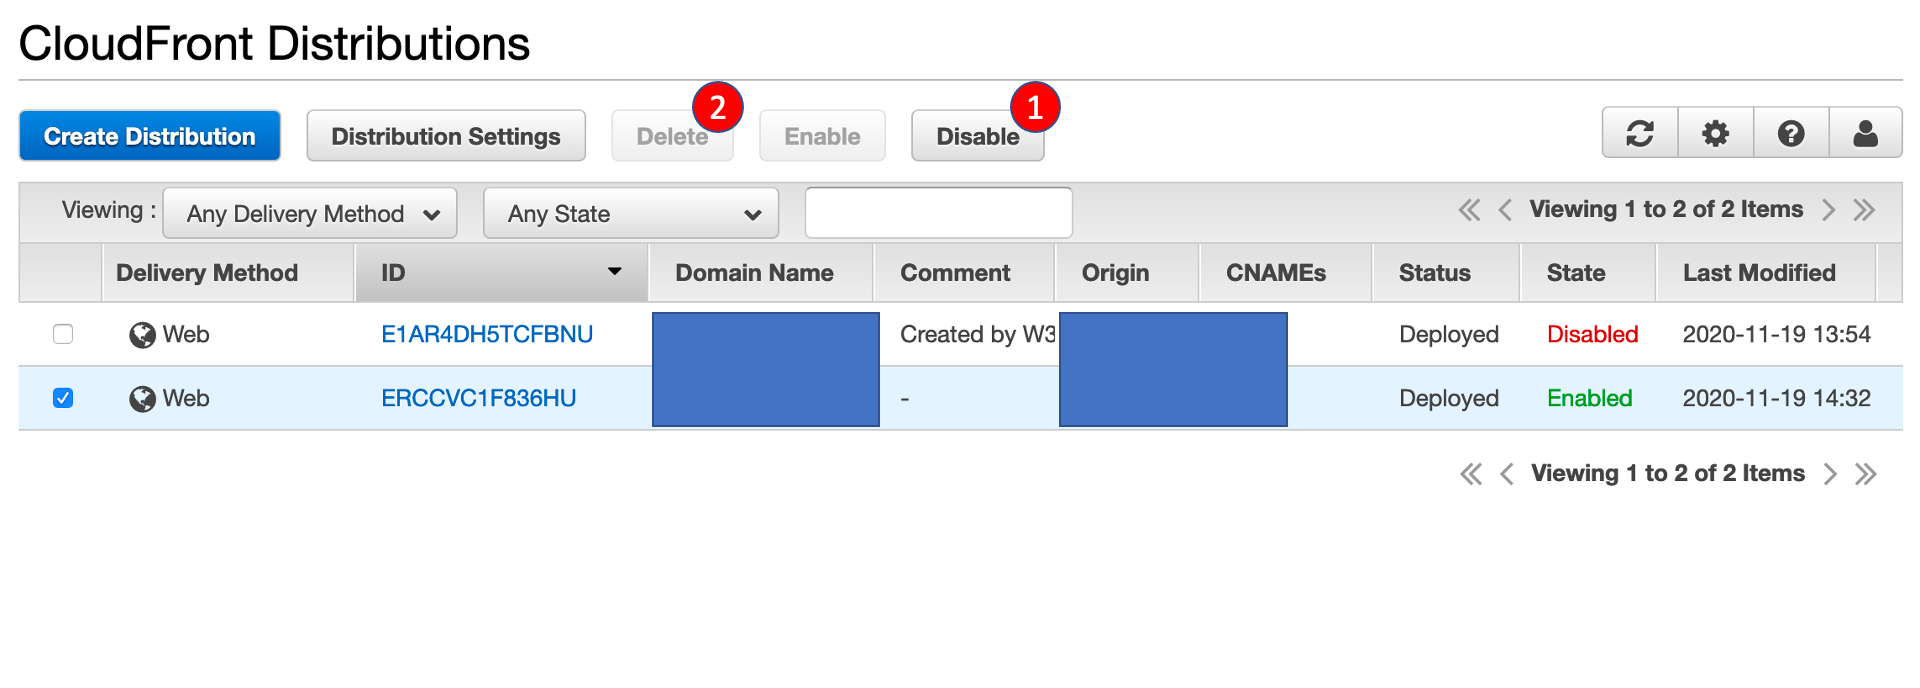 CloudFront Distributions
Create Distribution Distribution Settings Delete 2 Enable Disable 1
Viewing : Any Delivery Method Any State Viewing 1 to 2 of 2 Items
Delivery Method ID Domain Name Comment Origin CNAMEs Status State Last Modified
Web E1AR4DH5TCFBNU Created by W3 Deployed Disabled 2020-11-19 13:54
Web ERCCVC1F836HU - Deployed Enabled 2020-11-19 14:32
Viewing 1 to 2 of 2 Items